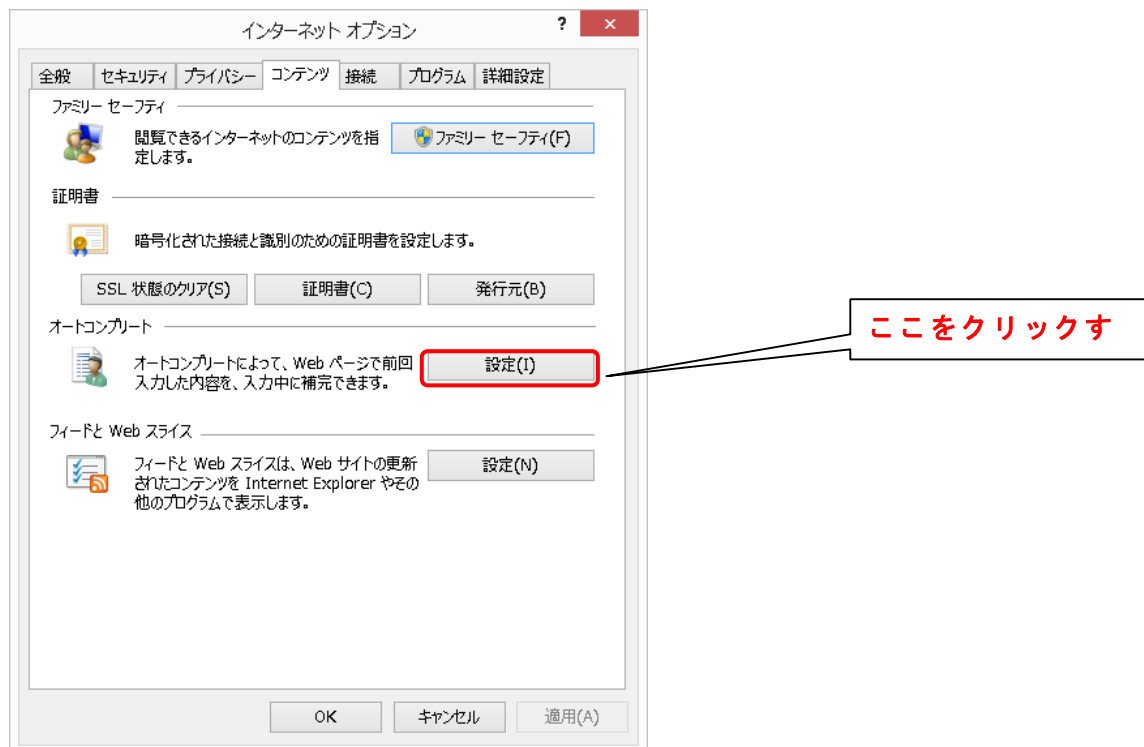 インターネット オプション
?
×
全般 セキュリティ プライバシー コンテンツ 接続 プログラム 詳細設定
ファミリー セーフティ
閲覧できるインターネットのコンテンツを指
定します。
ファミリー セーフティ(F)
証明書
暗号化された接続と識別のための証明書を設定します。
SSL 状態のクリア(S) 証明書(C) 発行元(B)
オートコンプリート
オートコンプリートによって、Web ページで前回
入力した内容を、入力中に補完できます。
設定(I)
ここをクリックす
フィードと Web スライス
フィードと Web スライスは、Web サイトの更新
されたコンテンツを Internet Explorer やその
他のプログラムで表示します。
設定(N)
OK キャンセル 適用(A)